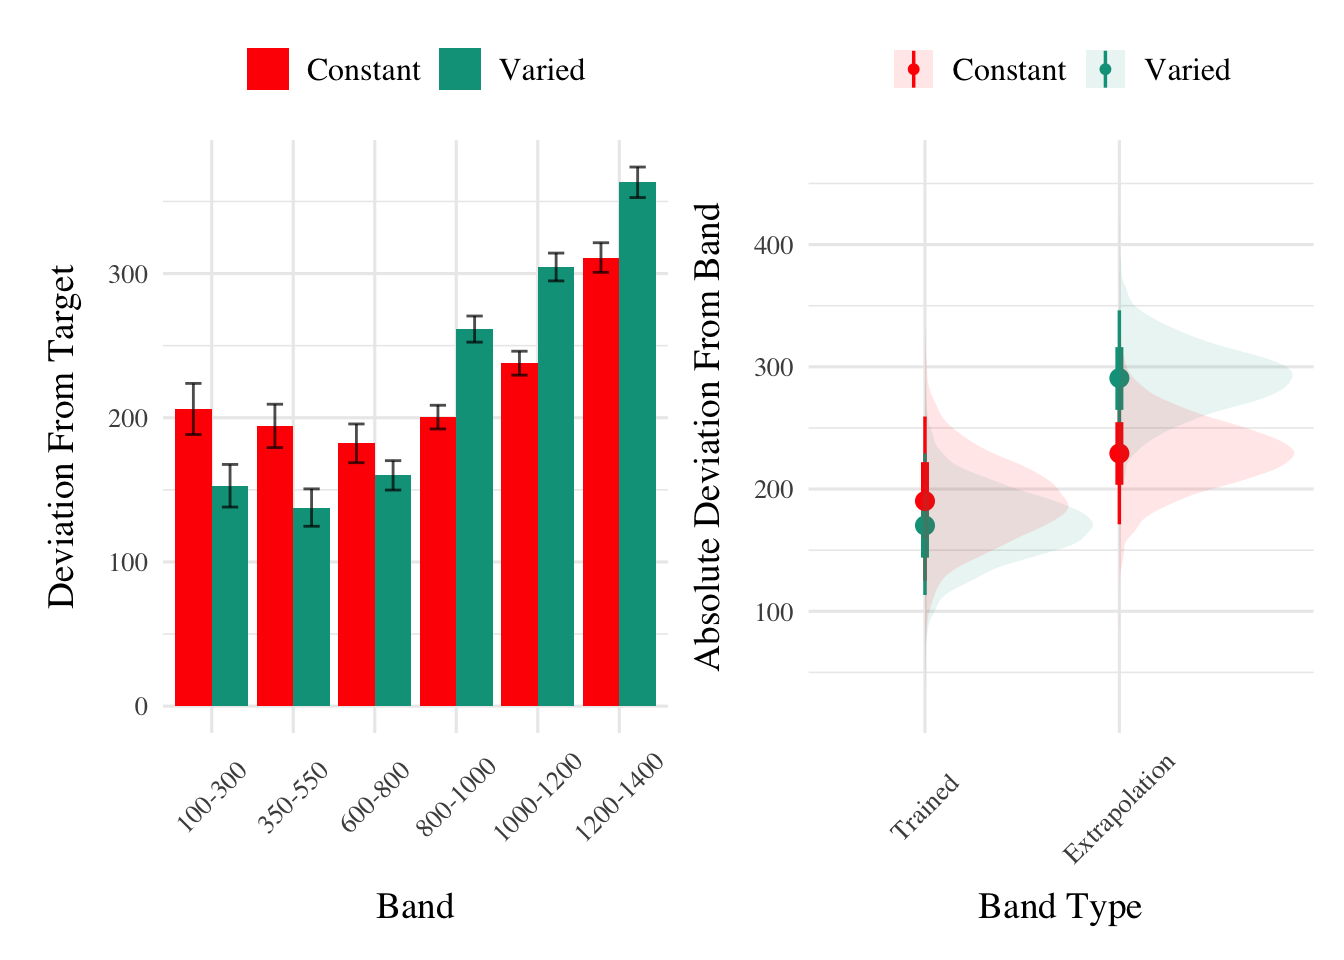 Constant
Varied
Deviation From Target
300
200
100
0
100-300
350-550
600-800
800-1000
1000-1200
1200-1400
Band
Constant
Varied
Absolute Deviation From Band
400
300
200
100
Trained
Extrapolation
Band Type